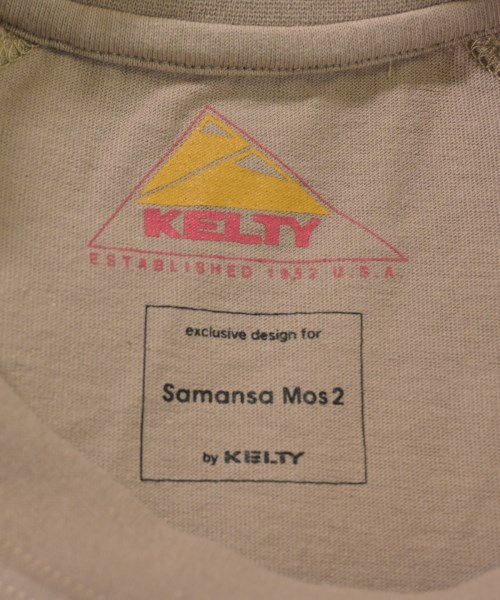 KELTY
ESTABLISHED 1952 U.S.A.
exclusive design for
Samansa Mos2
by KELTY